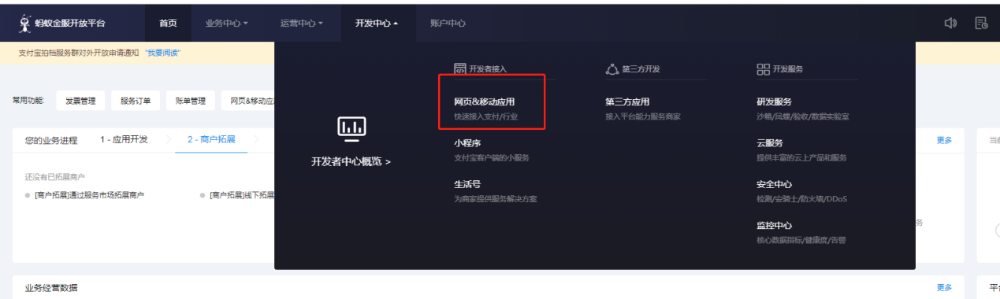 蚂蚁金服开放平台 首页 业务中心 运营中心 开发中心 账户中心
支付宝拍档服务群对外开放申请通知 "我要阅读"
开发者接入 第三方开发 开发服务
常用功能: 发票管理 服务订单 账单管理 网页&移动应
网页&移动应用 第三方应用 研发服务
快速接入支付/行业 接入平台能力服务商家 沙箱/凤蝶/验收/数据实验室
您的业务进程 1 - 应用开发 2 - 商户拓展 更多 当前
小程序 云服务
支付宝客户端的小服务 提供丰富的云上产品和服务
开发者中心概览 >
还没有已拓展商户
生活号 安全中心
[商户拓展]通过服务市场拓展商户 [商户拓展]线下拓展
为商家提供服务解决方案 检测/安骑士/防火墙/DDoS
监控中心 务
核心数据指标/健康度/告警
业务经营数据 更多 平台